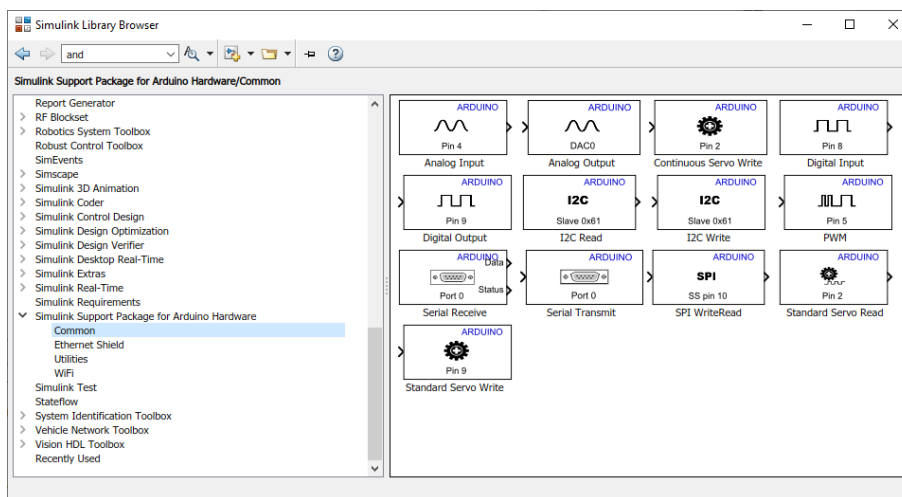 Simulink Library Browser
and
Simulink Support Package for Arduino Hardware/Common
Report Generator
RF Blockset
Robotics System Toolbox
Robust Control Toolbox
SimEvents
Simscape
Simulink 3D Animation
Simulink Coder
Simulink Control Design
Simulink Design Optimization
Simulink Design Verifier
Simulink Desktop Real-Time
Simulink Extras
Simulink Real-Time
Simulink Requirements
Simulink Support Package for Arduino Hardware
Common
Ethernet Shield
Utilities
WiFi
Simulink Test
Stateflow
System Identification Toolbox
Vehicle Network Toolbox
Vision HDL Toolbox
Recently Used
ARDUINO ARDUINO ARDUINO ARDUINO
Pin 4 DAC0 Pin 2 Pin 8
Analog Input Analog Output Continuous Servo Write Digital Input
ARDUINO ARDUINO ARDUINO ARDUINO
I2C I2C
Pin 9 Slave 0x61 Slave 0x61 Pin 5
Digital Output I2C Read I2C Write PWM
ARDUINO ARDUINO ARDUINO ARDUINO
Data
SPI
Status
Port 0 Port 0 SS pin 10 Pin 2
Serial Receive Serial Transmit SPI WriteRead Standard Servo Read
ARDUINO
Pin 9
Standard Servo Write